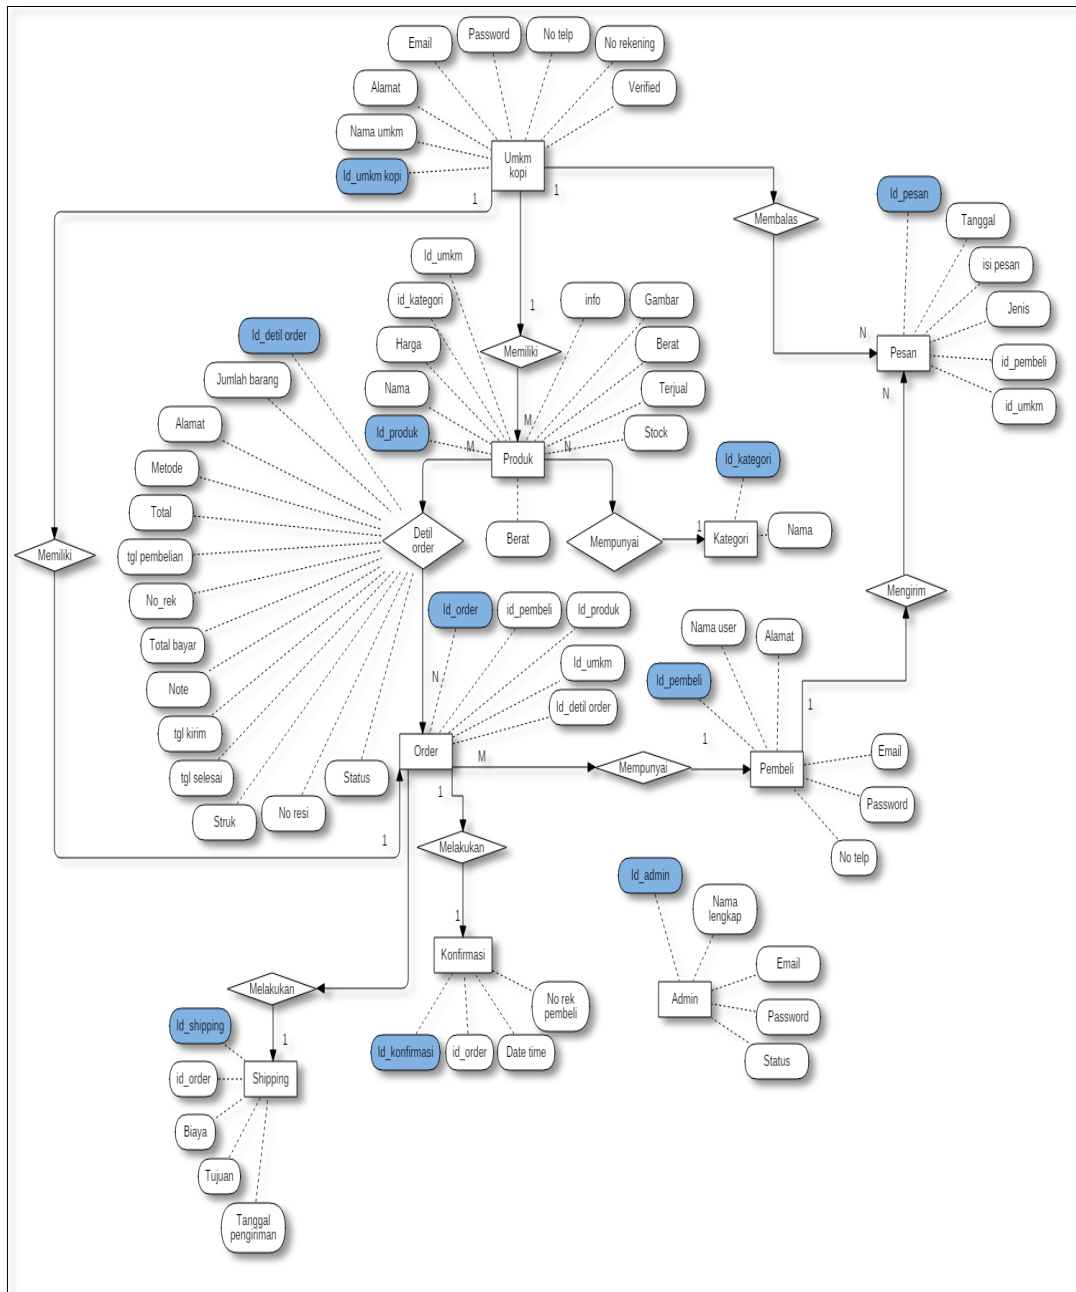 Email
Password
No telp
No rekening
Alamat
Verified
Nama umkm
Id_umkm kopi
Umkm
kopi
1
1
Membalas
Id_pesan
Tanggal
isi pesan
Jenis
id_pembeli
id_umkm
N
Pesan
N
Id_umkm
id_kategori
Harga
Nama
Id_produk
1
Memiliki
info
Gambar
Berat
Terjual
Stock
M
M
N
Produk
Berat
Id_detil order
Jumlah barang
Alamat
Metode
Total
tgl pembelian
No_rek
Total bayar
Note
tgl kirim
tgl selesai
Struk
No resi
Status
Detil
order
Memiliki
Mempunyai
1
Kategori
Id_kategori
Nama
Id_order
id_pembeli
Id_produk
Id_umkm
Id_detil order
N
Order
M
Mempunyai
1
Pembeli
1
Mengirim
Nama user
Alamat
Id_pembeli
Email
Password
No telp
1
1
Melakukan
1
Konfirmasi
Id_konfirmasi
id_order
Date time
No rek
pembeli
Melakukan
1
Shipping
Id_shipping
id_order
Biaya
Tujuan
Tanggal
pengiriman
Id_admin
Nama
lengkap
Email
Password
Status
Admin